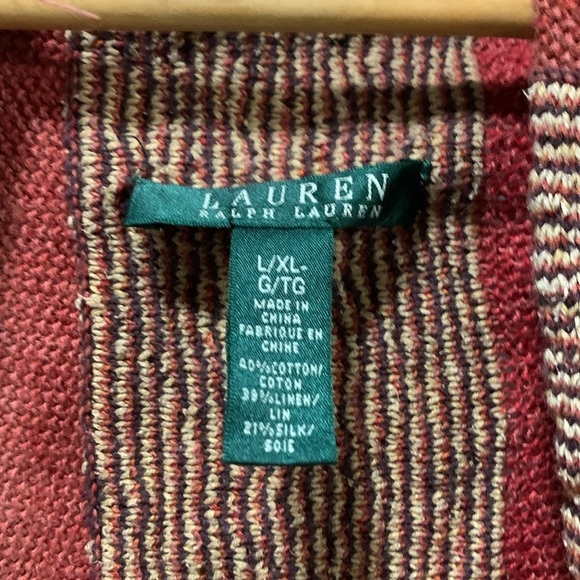 LAUREN
RALPH LAUREN
L/XL-
G/TG
MADE IN
CHINA
FABRIQUE EN
CHINE
40%COTTON/
COTON
39%LINEN/
LIN
21%SILK/
SOIE